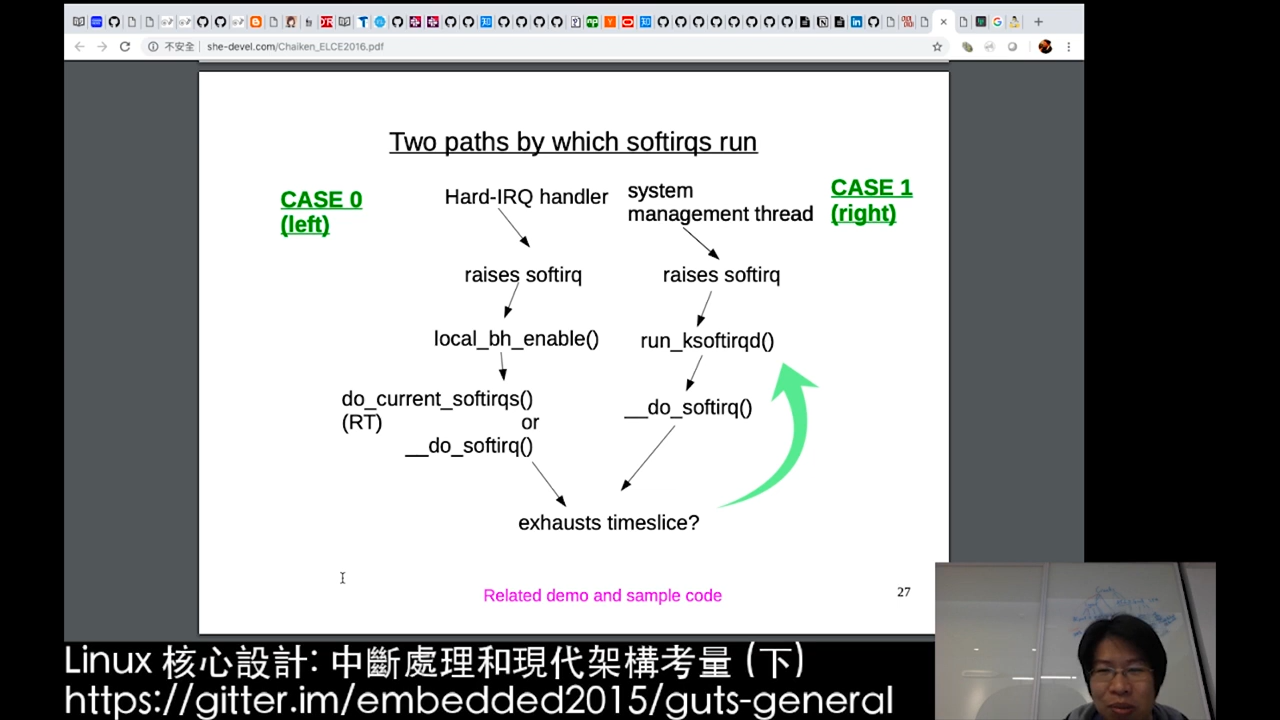 不安全
she-devel.com/Chaiken_ELCE2016.pdf
Two paths by which softirqs run
CASE 0
(left)
Hard-IRQ handler
system
management thread
CASE 1
(right)
raises softirq
raises softirq
local_bh_enable()
run_ksoftirqd()
do_current_softirqs()
(RT)
or
__do_softirq()
__do_softirq()
exhausts timeslice?
Related demo and sample code
27
Linux 核心設計: 中斷處理和現代架構考量 (下)
https://gitter.im/embedded2015/guts-general